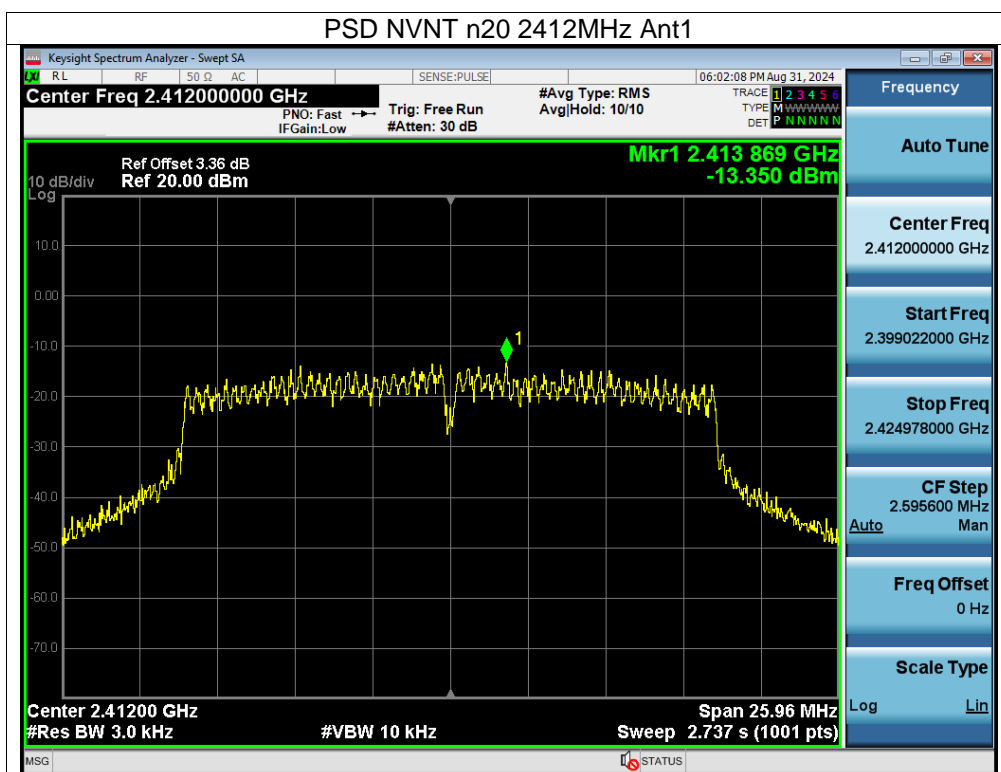 PSD NVNT n20 2412MHz Ant1
Keysight Spectrum Analyzer - Swept SA
LXI RL RF 50 Ω AC SENSE:PULSE 06:02:08 PM Aug 31, 2024
Center Freq 2.412000000 GHz
PNO: Fast
IFGain:Low
Trig: Free Run
#Atten: 30 dB
#Avg Type: RMS
Avg|Hold: 10/10
TRACE 1 2 3 4 5 6
TYPE M WWWWW
DET P N N N N N
Ref Offset 3.36 dB
10 dB/div Ref 20.00 dBm
Log
Mkr1 2.413 869 GHz
-13.350 dBm
10.0
0.00
-10.0
-20.0
-30.0
-40.0
-50.0
-60.0
-70.0
1
Center 2.41200 GHz Span 25.96 MHz
#Res BW 3.0 kHz #VBW 10 kHz Sweep 2.737 s (1001 pts)
MSG STATUS
Frequency
Auto Tune
Center Freq
2.412000000 GHz
Start Freq
2.399022000 GHz
Stop Freq
2.424978000 GHz
CF Step
2.595600 MHz
Auto Man
Freq Offset
0 Hz
Scale Type
Log Lin